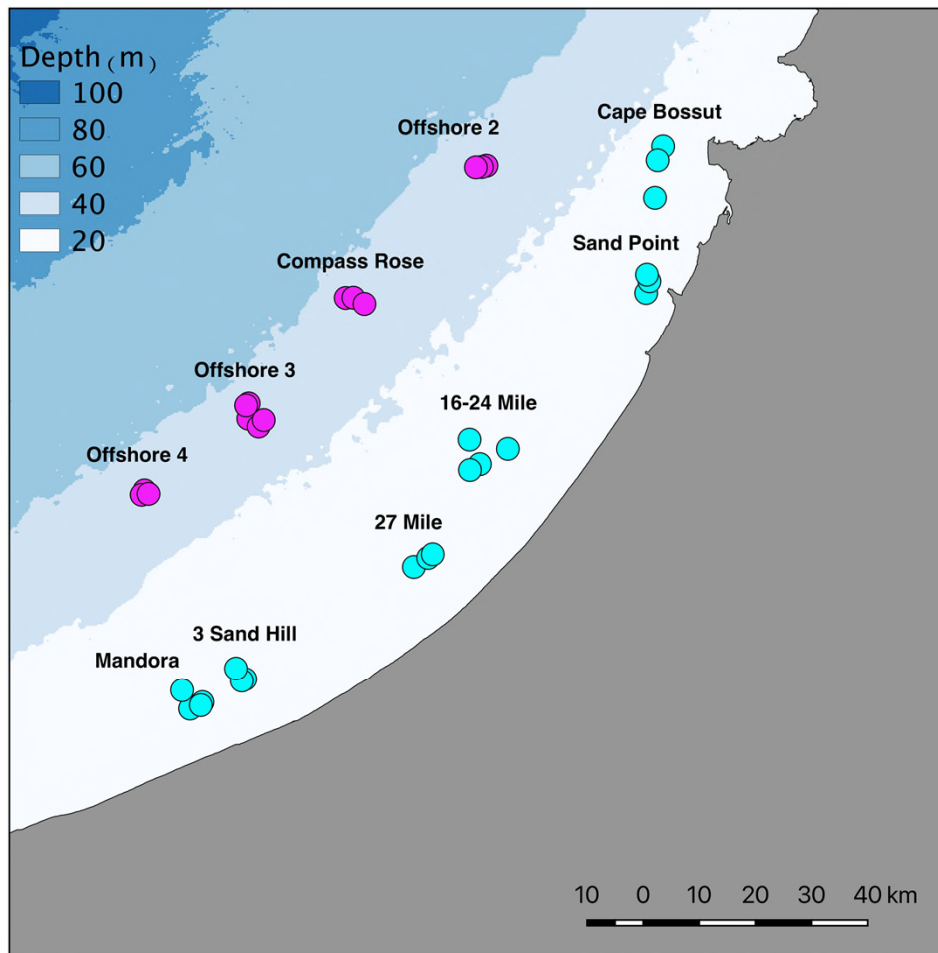 Depth (m)
100
80
60
40
20
Cape Bossut
Offshore 2
Sand Point
Compass Rose
Offshore 3
16-24 Mile
Offshore 4
27 Mile
3 Sand Hill
Mandora
10 0 10 20 30 40 km